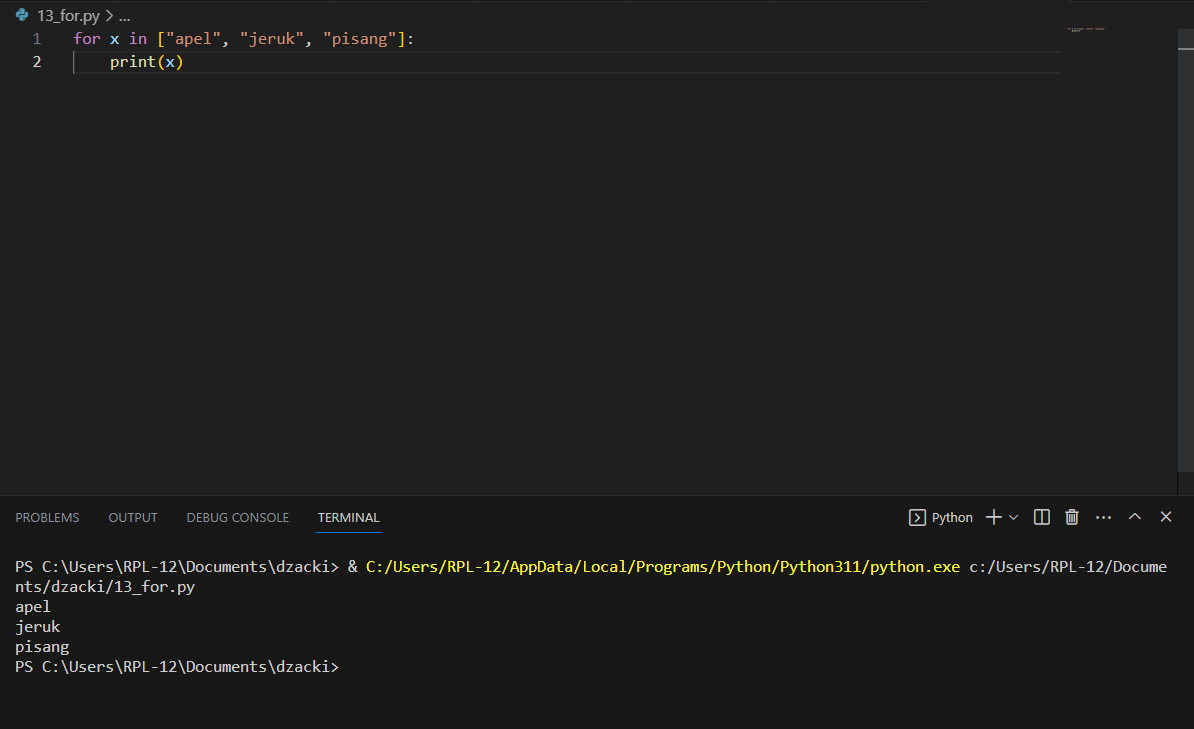 13_for.py > ...
1 for x in ["apel", "jeruk", "pisang"]:
2 print(x)
PROBLEMS OUTPUT DEBUG CONSOLE TERMINAL Python
PS C:\Users\RPL-12\Documents\dzacki> & C:/Users/RPL-12/AppData/Local/Programs/Python/Python311/python.exe c:/Users/RPL-12/Docume
nts/dzacki/13_for.py
apel
jeruk
pisang
PS C:\Users\RPL-12\Documents\dzacki>